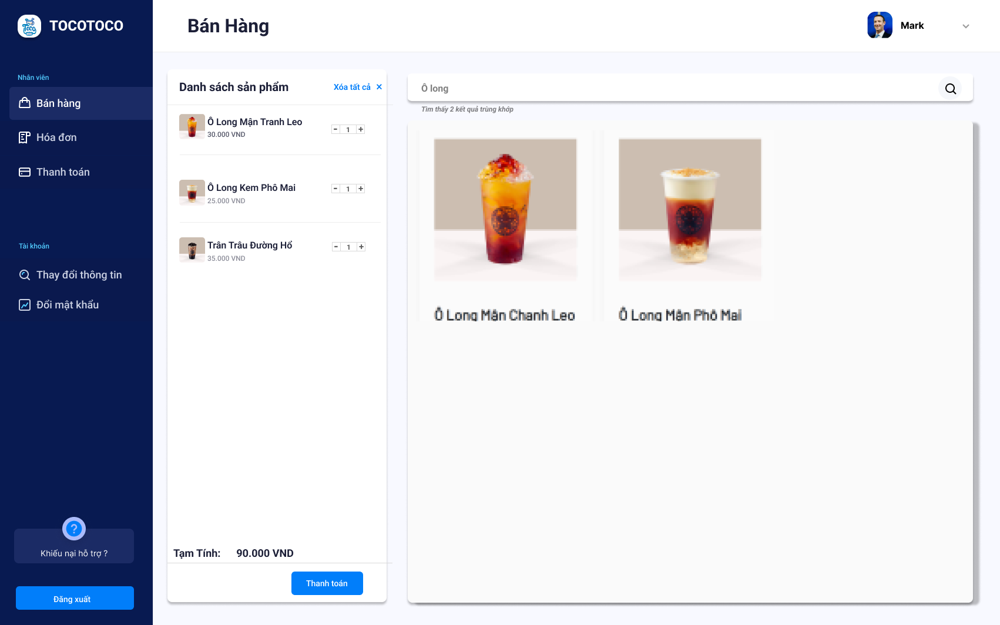 TOCOTOCO
Nhân viên
Bán hàng
Hóa đơn
Thanh toán
Tài khoản
Thay đổi thông tin
Đổi mật khẩu
?
Khiếu nại hỗ trợ ?
Đăng xuất
Bán Hàng
Mark
Danh sách sản phẩm
Xóa tất cả ×
Ô Long Mận Tranh Leo
30.000 VND
- 1 +
Ô Long Kem Phô Mai
25.000 VND
- 1 +
Trân Trâu Đường Hổ
35.000 VND
- 1 +
Tạm Tính: 90.000 VND
Thanh toán
Ô long
Tìm thấy 2 kết quả trùng khớp
Ô Long Mận Chanh Leo
Ô Long Mận Phô Mai